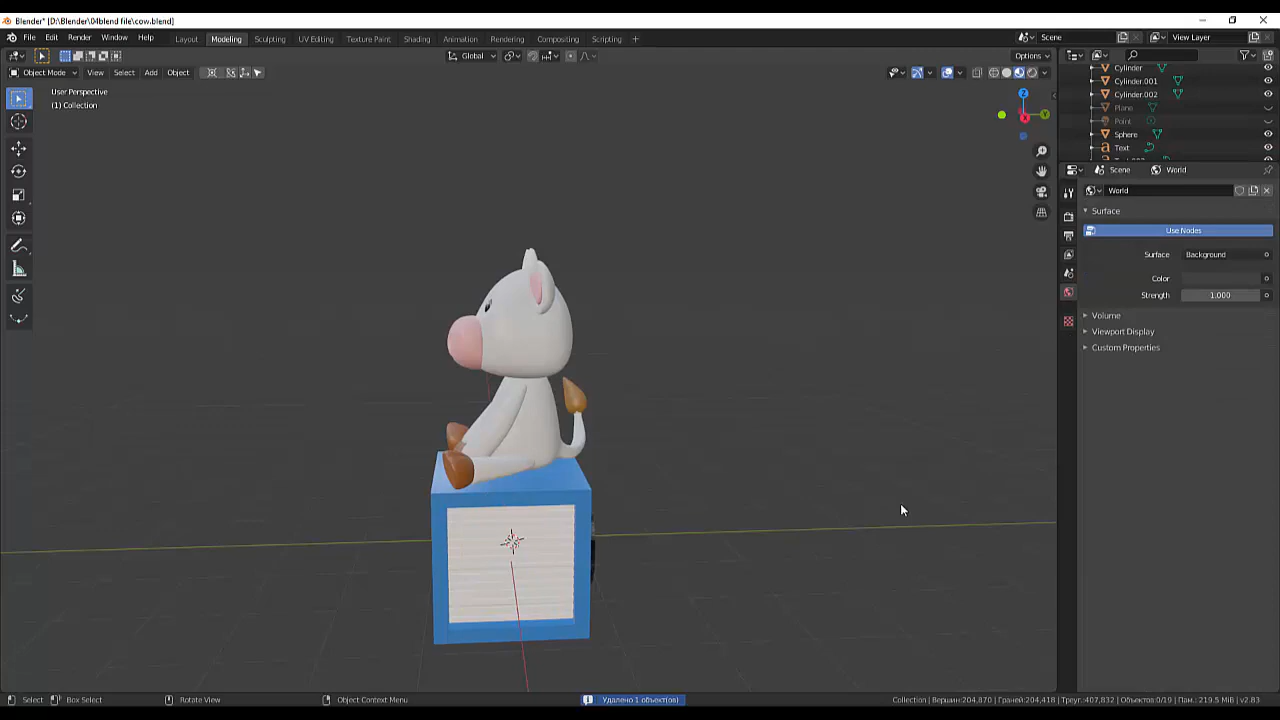 Blender* [D:\Blender\04blend file\cow.blend]
File Edit Render Window Help Layout Modeling Sculpting UV Editing Texture Paint Shading Animation Rendering Compositing Scripting + Scene View Layer
Global Options
Object Mode View Select Add Object
User Perspective
(1) Collection
Z
X
Y
Cylinder
Cylinder.001
Cylinder.002
Plane
Point
Sphere
Text
Scene World
World
Surface
Use Nodes
Surface Background
Color
Strength 1.000
Volume
Viewport Display
Custom Properties
Select Box Select Rotate View Object Context Menu Удалено 1 объект(ов) Collection | Вершин:204,870 | Граней:204,418 | Треуг.:407,832 | Объектов:0/19 | Пам.: 219.5 MiB | v2.83